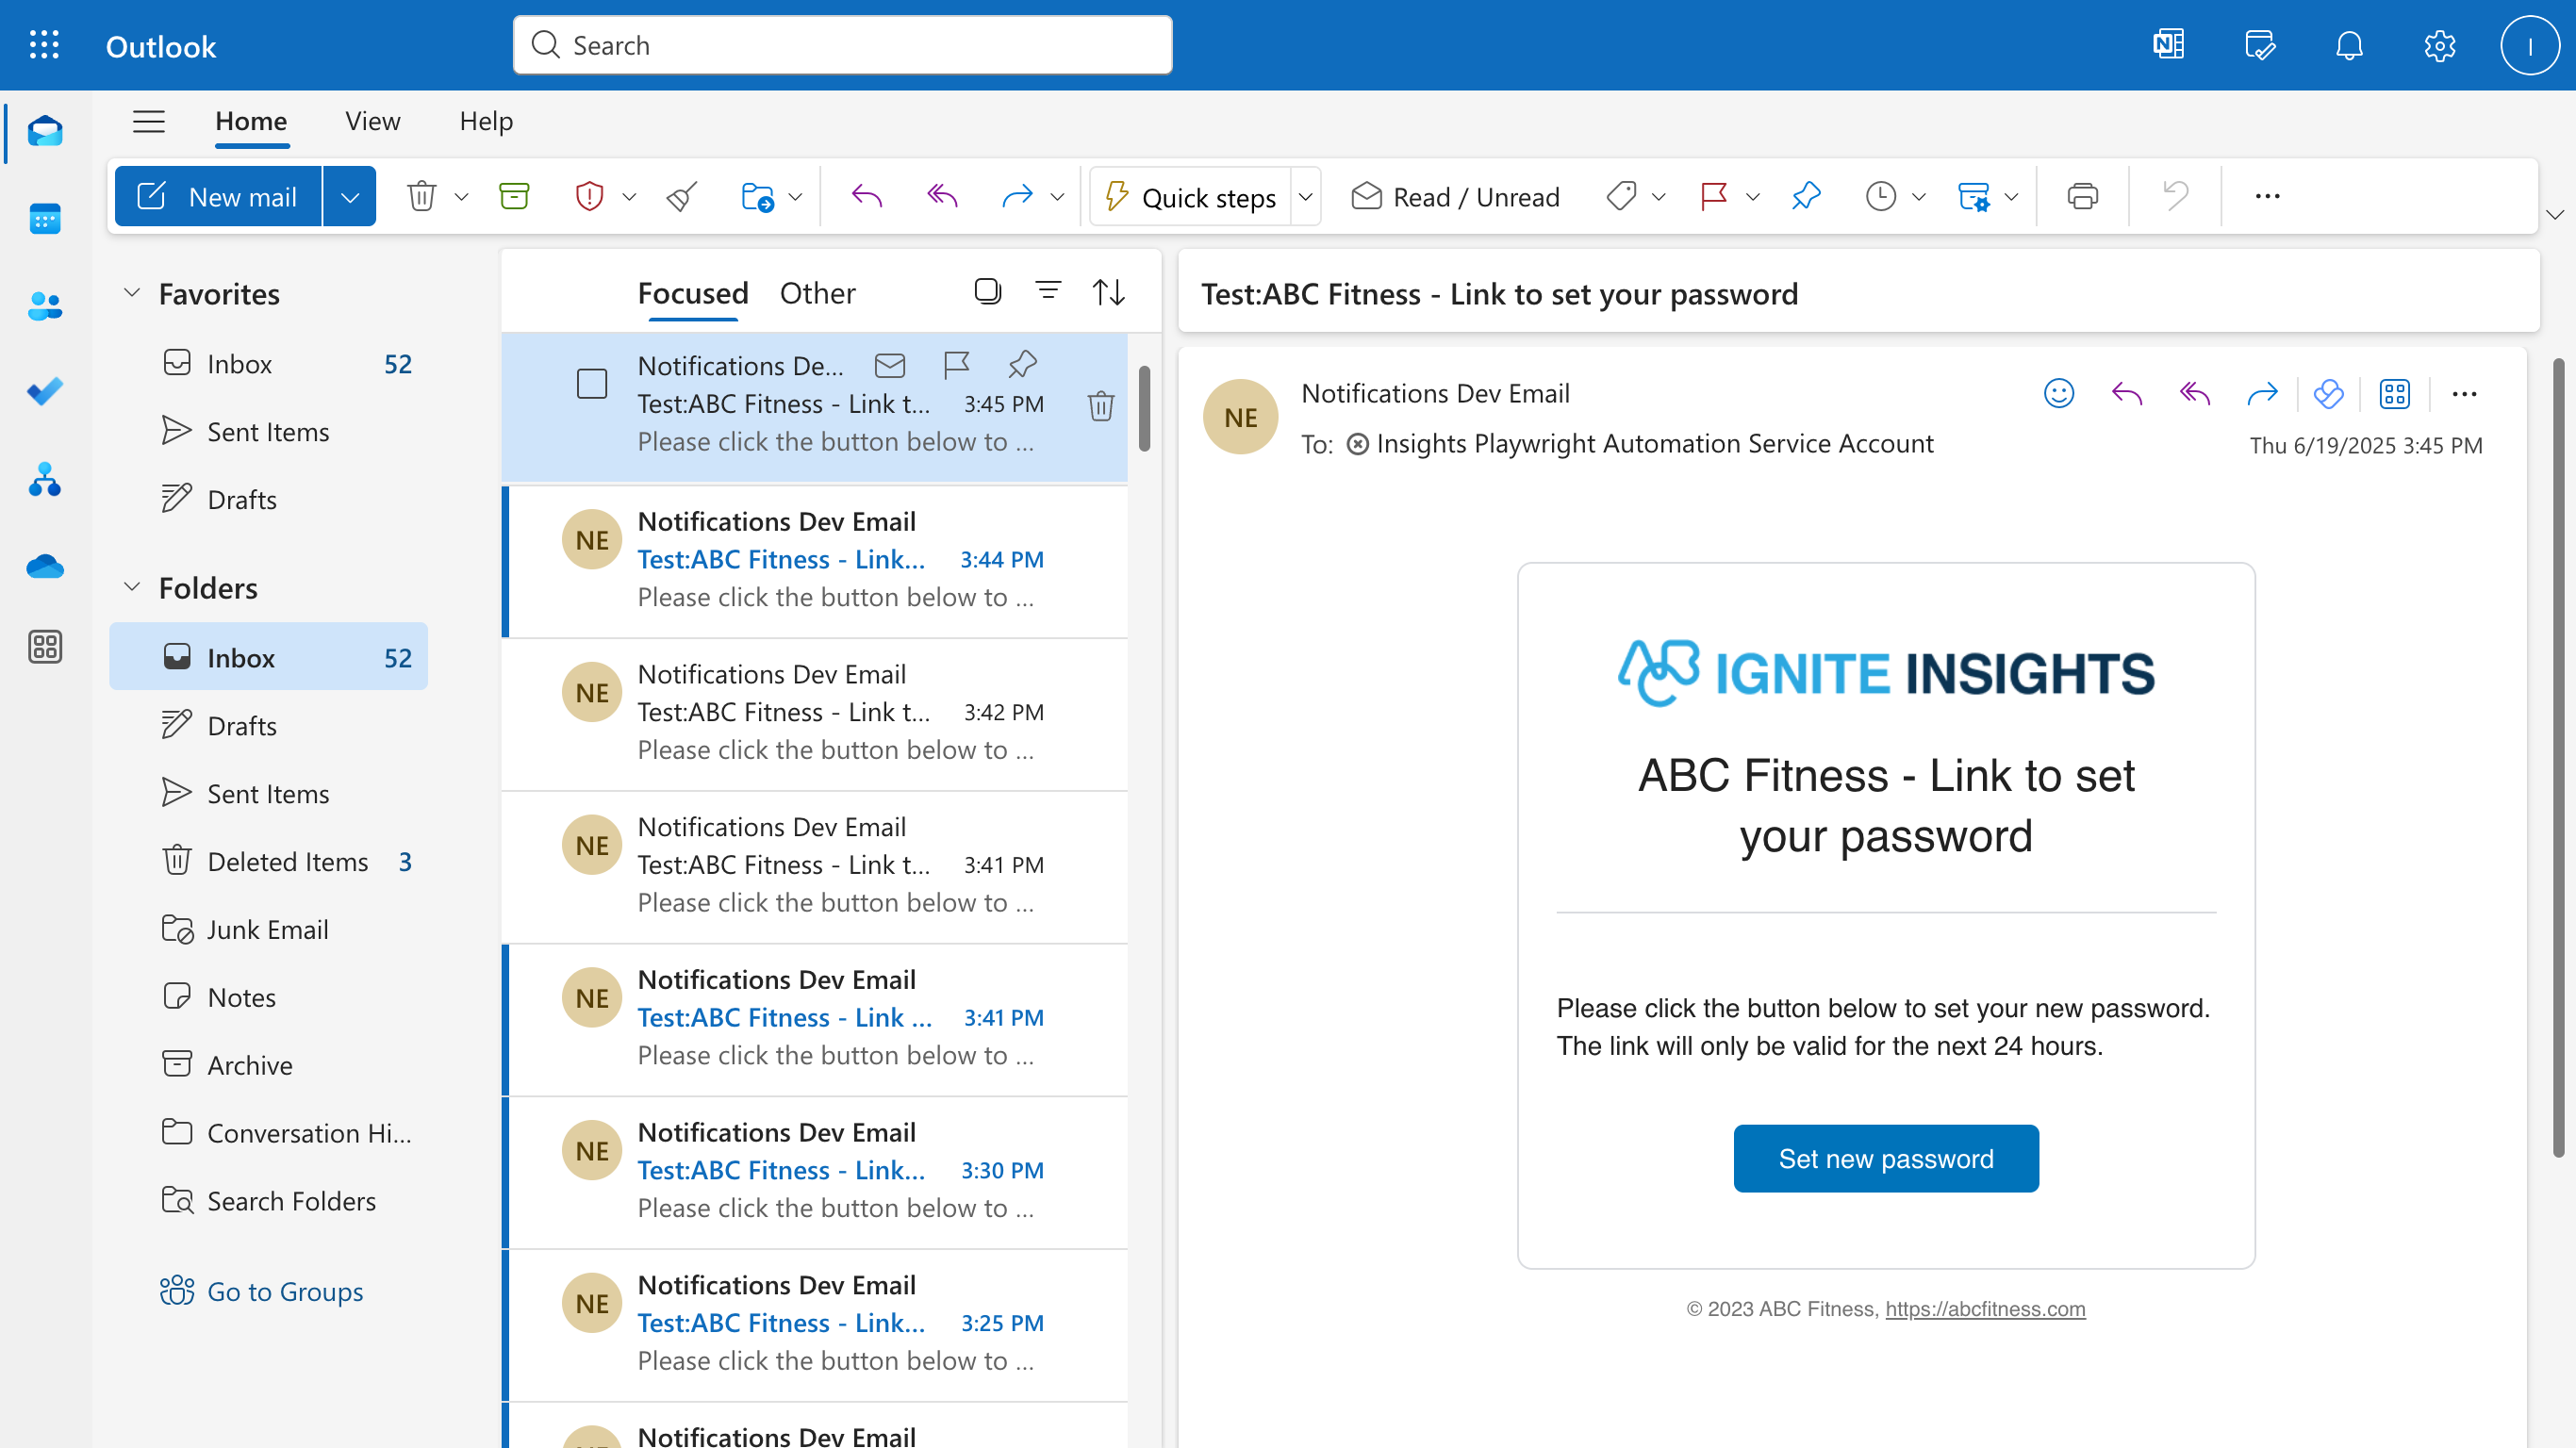 Outlook
Search
I
Home
View
Help
New mail
Quick steps
Read / Unread
Favorites
Inbox 52
Sent Items
Drafts
Folders
Inbox 52
Drafts
Sent Items
Deleted Items 3
Junk Email
Notes
Archive
Conversation Hi...
Search Folders
Go to Groups
Focused
Other
Notifications De...
Test:ABC Fitness - Link t... 3:45 PM
Please click the button below to ...
NE
Notifications Dev Email
Test:ABC Fitness - Link... 3:44 PM
Please click the button below to ...
NE
Notifications Dev Email
Test:ABC Fitness - Link t... 3:42 PM
Please click the button below to ...
NE
Notifications Dev Email
Test:ABC Fitness - Link t... 3:41 PM
Please click the button below to ...
NE
Notifications Dev Email
Test:ABC Fitness - Link ... 3:41 PM
Please click the button below to ...
NE
Notifications Dev Email
Test:ABC Fitness - Link... 3:30 PM
Please click the button below to ...
NE
Notifications Dev Email
Test:ABC Fitness - Link... 3:25 PM
Please click the button below to ...
Notifications Dev Email
Test:ABC Fitness - Link to set your password
NE
Notifications Dev Email
To: Insights Playwright Automation Service Account
Thu 6/19/2025 3:45 PM
IGNITE INSIGHTS
ABC Fitness - Link to set
your password
Please click the button below to set your new password.
The link will only be valid for the next 24 hours.
Set new password
© 2023 ABC Fitness, https://abcfitness.com